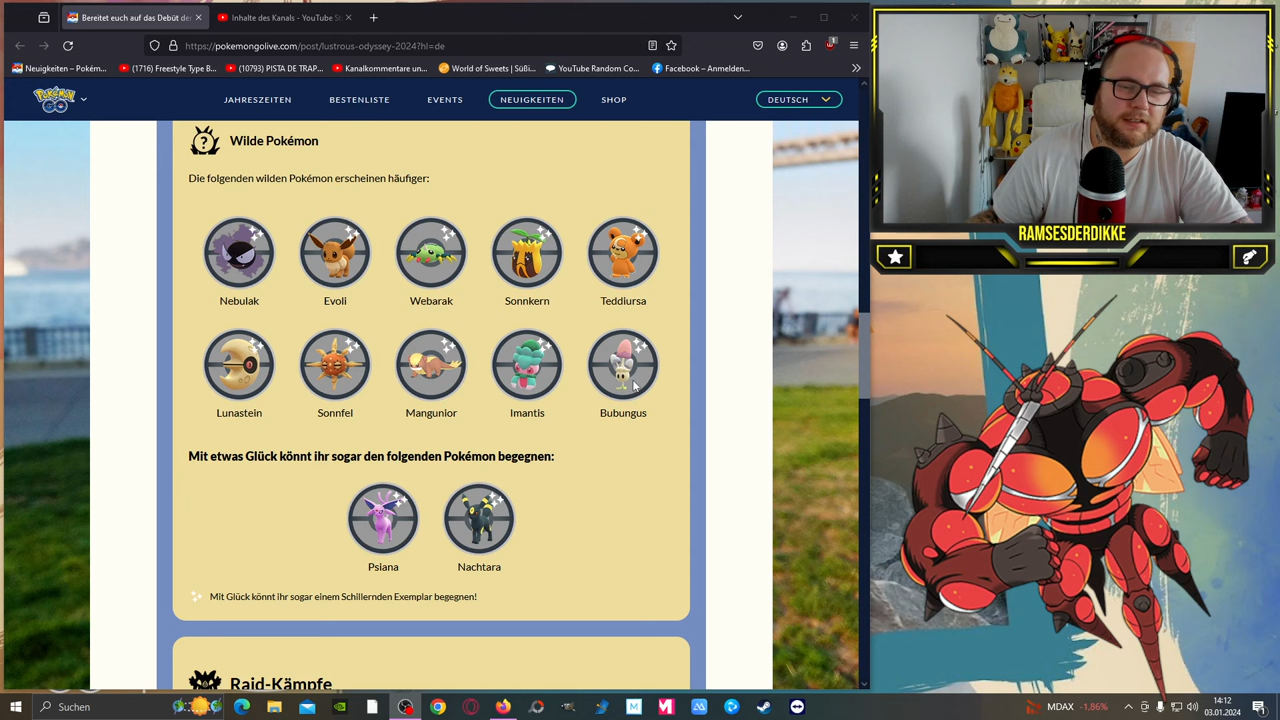 Bereitet euch auf das Debüt der
Inhalte des Kanals - YouTube S
https://pokemongolive.com/post/lustrous-odyssey-2024?hl=de
1
Neuigkeiten – Pokém...
(1716) Freestyle Type B...
(10793) PISTA DE TRAP...
Kanalkommentare un...
World of Sweets | Süßi...
YouTube Random Co...
Facebook – Anmelden...
Pokémon GO
JAHRESZEITEN
BESTENLISTE
EVENTS
NEUIGKEITEN
SHOP
DEUTSCH
Wilde Pokémon
Die folgenden wilden Pokémon erscheinen häufiger:
Nebulak
Evoli
Webarak
Sonnkern
Teddiursa
Lunastein
Sonnfel
Mangunior
Imantis
Bubungus
Mit etwas Glück könnt ihr sogar den folgenden Pokémon begegnen:
Psiana
Nachtara
Mit Glück könnt ihr sogar einem Schillernden Exemplar begegnen!
Raid-Kämpfe
RAMSESDERDIKKE
Suchen
MDAX -1,86%
14:12
03.01.2024
1